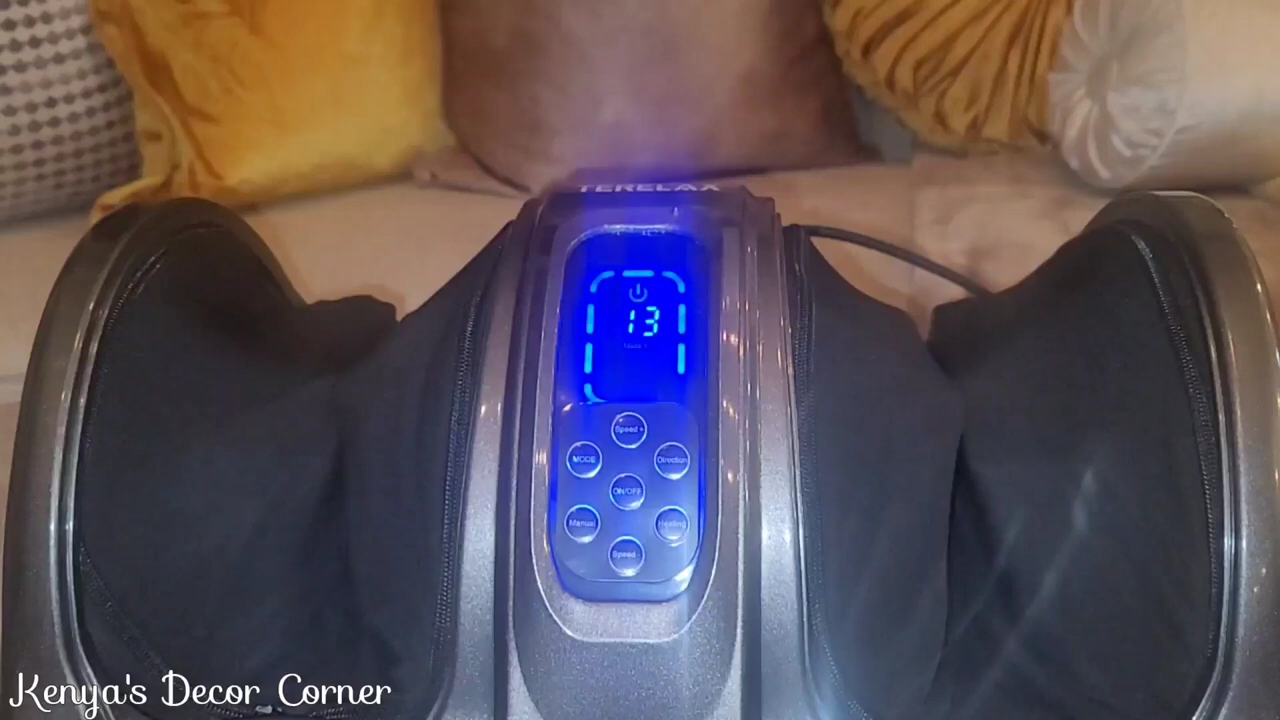 TERELAX
13
Speed +
MODE
Direction
ON/OFF
Manual
Heating
Speed -
Kenya's Decor Corner